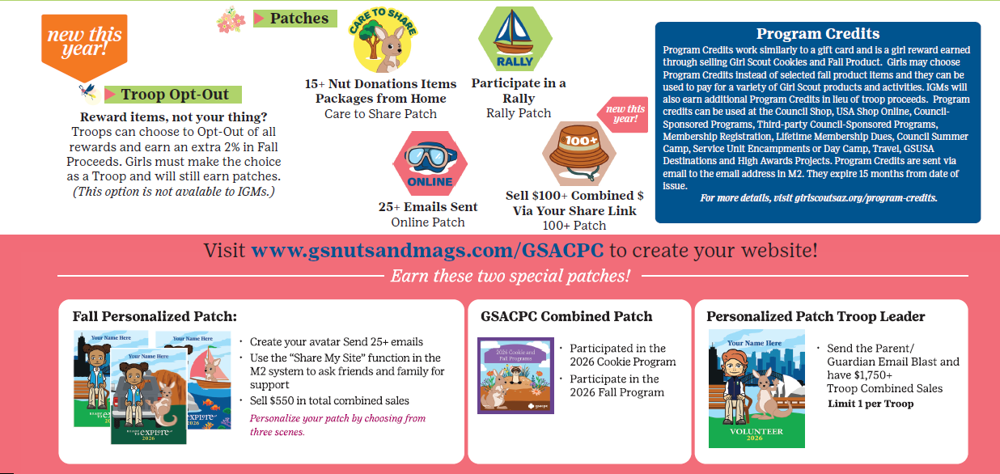 new this
year!
Troop Opt-Out
Reward items, not your thing?
Troops can choose to Opt-Out of all
rewards and earn an extra 2% in Fall
Proceeds. Girls must make the choice
as a Troop and will still earn patches.
(This option is not avalable to IGMs.)
Patches
CARE TO SHARE
15+ Nut Donations Items
Packages from Home
Care to Share Patch
RALLY
Participate in a
Rally
Rally Patch
ONLINE
25+ Emails Sent
Online Patch
new this
year!
100+
Sell $100+ Combined $
Via Your Share Link
100+ Patch
Program Credits
Program Credits work similarly to a gift card and is a girl reward earned
through selling Girl Scout Cookies and Fall Product.  Girls may choose
Program Credits instead of selected fall product items and they can be
used to pay for a variety of Girl Scout products and activities. IGMs will
also earn additional Program Credits in lieu of troop proceeds.  Program
credits can be used at the Council Shop, USA Shop Online, Council-
Sponsored Programs, Third-party Council-Sponsored Programs,
Membership Registration, Lifetime Membership Dues, Council Summer
Camp, Service Unit Encampments or Day Camp, Travel, GSUSA
Destinations and High Awards Projects. Program Credits are sent via
email to the email address in M2. They expire 15 months from date of
issue.
For more details, visit girlscoutsaz.org/program-credits.
Visit www.gsnutsandmags.com/GSACPC to create your website!
Earn these two special patches!
Fall Personalized Patch:
Your Name Here
Your Name Here
Your Name Here
READY TO EXPLORE
2026
• Create your avatar Send 25+ emails
• Use the “Share My Site” function in the
M2 system to ask friends and family for
support
• Sell $550 in total combined sales
Personalize your patch by choosing from
three scenes.
GSACPC Combined Patch
2026 Cookie and
Fall Programs
gsacpc
• Participated in the
2026 Cookie Program
• Participate in the
2026 Fall Program
Personalized Patch Troop Leader
Your Name Here
VOLUNTEER
2026
• Send the Parent/
Guardian Email Blast and
have $1,750+
Troop Combined Sales
Limit 1 per Troop